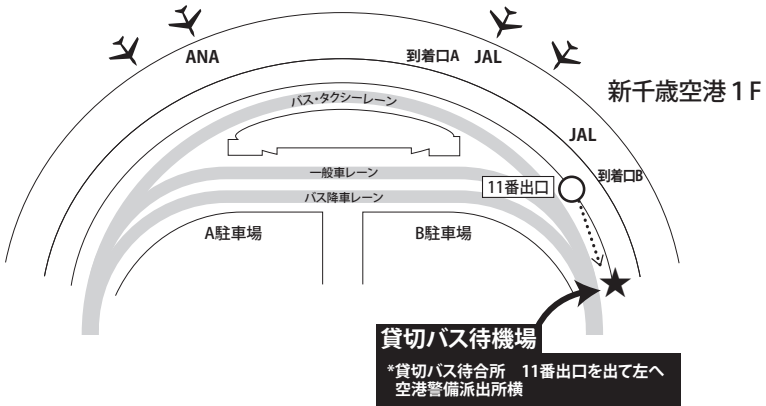 ANA
到着口A JAL
新千歳空港1F
バス・タクシーレーン
JAL
到着口B
一般車レーン
11番出口
バス降車レーン
A駐車場
B駐車場
貸切バス待機場
*貸切バス待合所 11番出口を出て左へ
空港警備派出所横